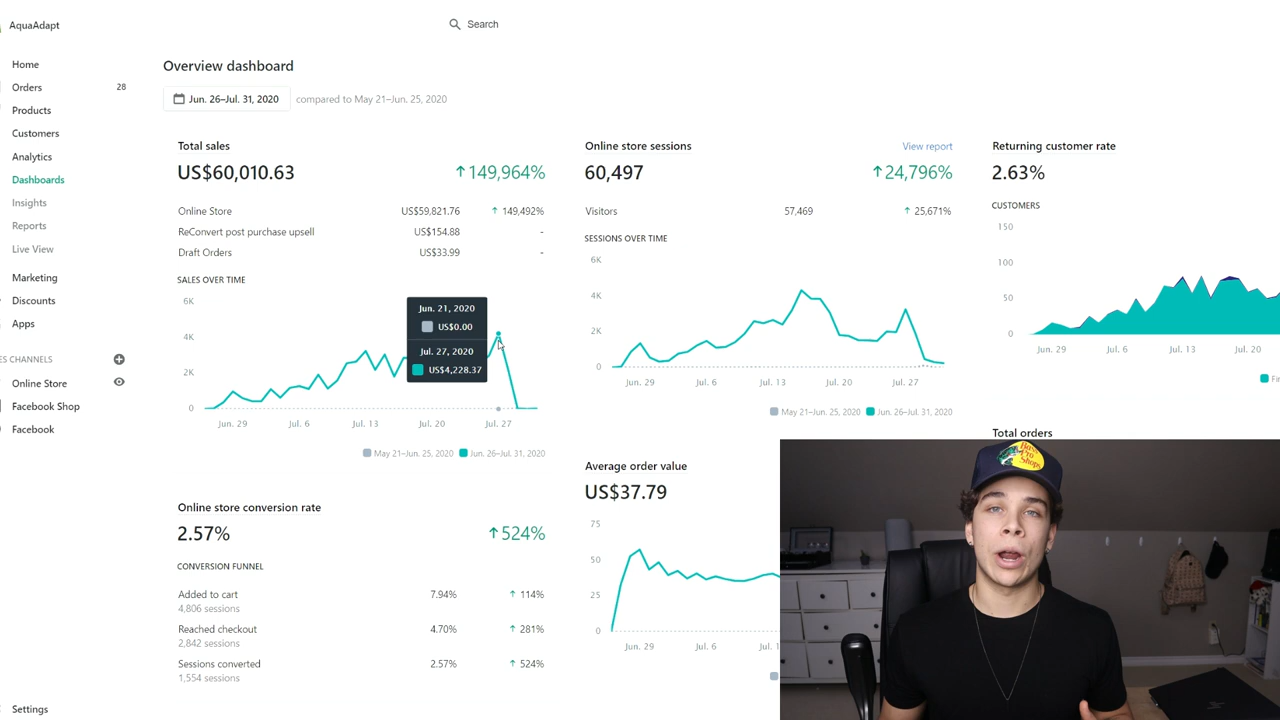 AquaAdapt
Search
Home
Orders 28
Products
Customers
Analytics
Dashboards
Insights
Reports
Live View
Marketing
Discounts
Apps
ES CHANNELS
Online Store
Facebook Shop
Facebook
Settings
Overview dashboard
Jun. 26–Jul. 31, 2020 compared to May 21–Jun. 25, 2020
Total sales
US$60,010.63 ↑149,964%
Online Store US$59,821.76 ↑ 149,492%
ReConvert post purchase upsell US$154.88 -
Draft Orders US$33.99 -
SALES OVER TIME
6K
4K
2K
0
Jun. 21, 2020
US$0.00
Jul. 27, 2020
US$4,228.37
Jun. 29 Jul. 6 Jul. 13 Jul. 20 Jul. 27
May 21–Jun. 25, 2020 Jun. 26–Jul. 31, 2020
Online store conversion rate
2.57% ↑524%
CONVERSION FUNNEL
Added to cart 7.94% ↑ 114%
4,806 sessions
Reached checkout 4.70% ↑ 281%
2,842 sessions
Sessions converted 2.57% ↑ 524%
1,554 sessions
Online store sessions View report
60,497 ↑24,796%
Visitors 57,469 ↑ 25,671%
SESSIONS OVER TIME
6K
4K
2K
0
Jun. 29 Jul. 6 Jul. 13 Jul. 20 Jul. 27
May 21–Jun. 25, 2020 Jun. 26–Jul. 31, 2020
Average order value
US$37.79
75
50
25
0
Jun. 29 Jul. 6 Jul. 1
Returning customer rate
2.63%
CUSTOMERS
150
100
50
0
Jun. 29 Jul. 6 Jul. 13 Jul. 20
Fir
Total orders
Bass
Pro Shops